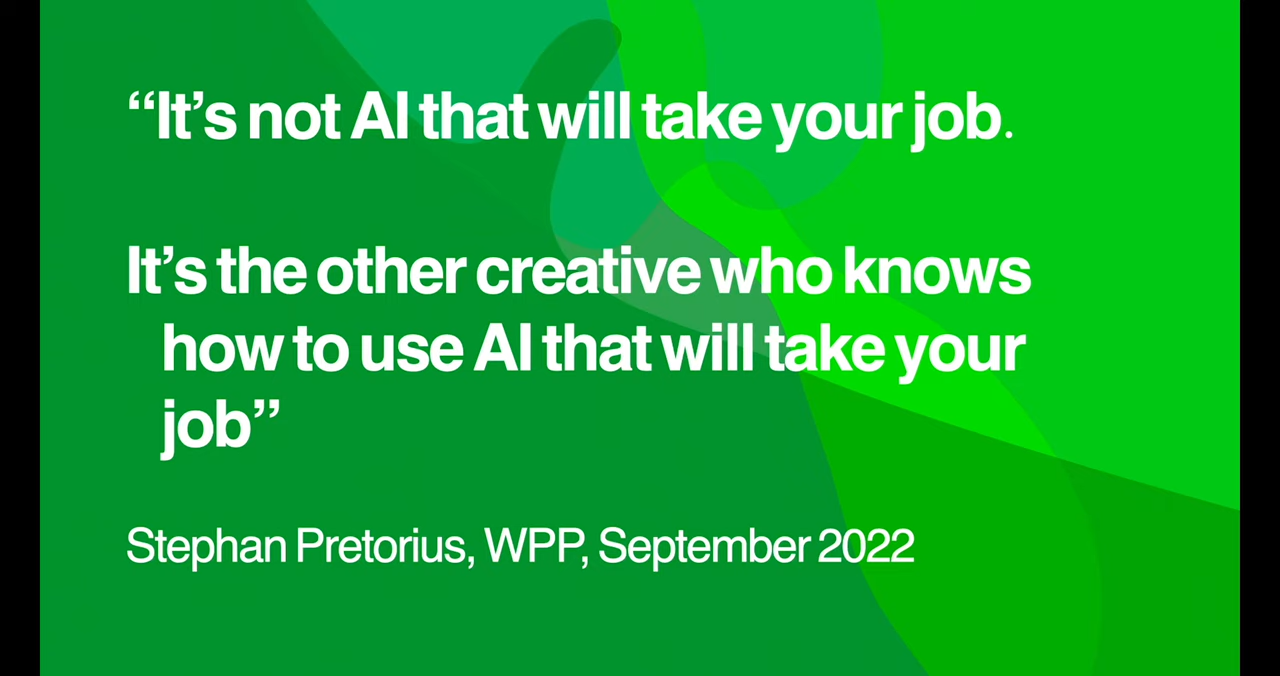 “It’s not AI that will take your job.
It’s the other creative who knows
how to use AI that will take your
job”
Stephan Pretorius, WPP, September 2022